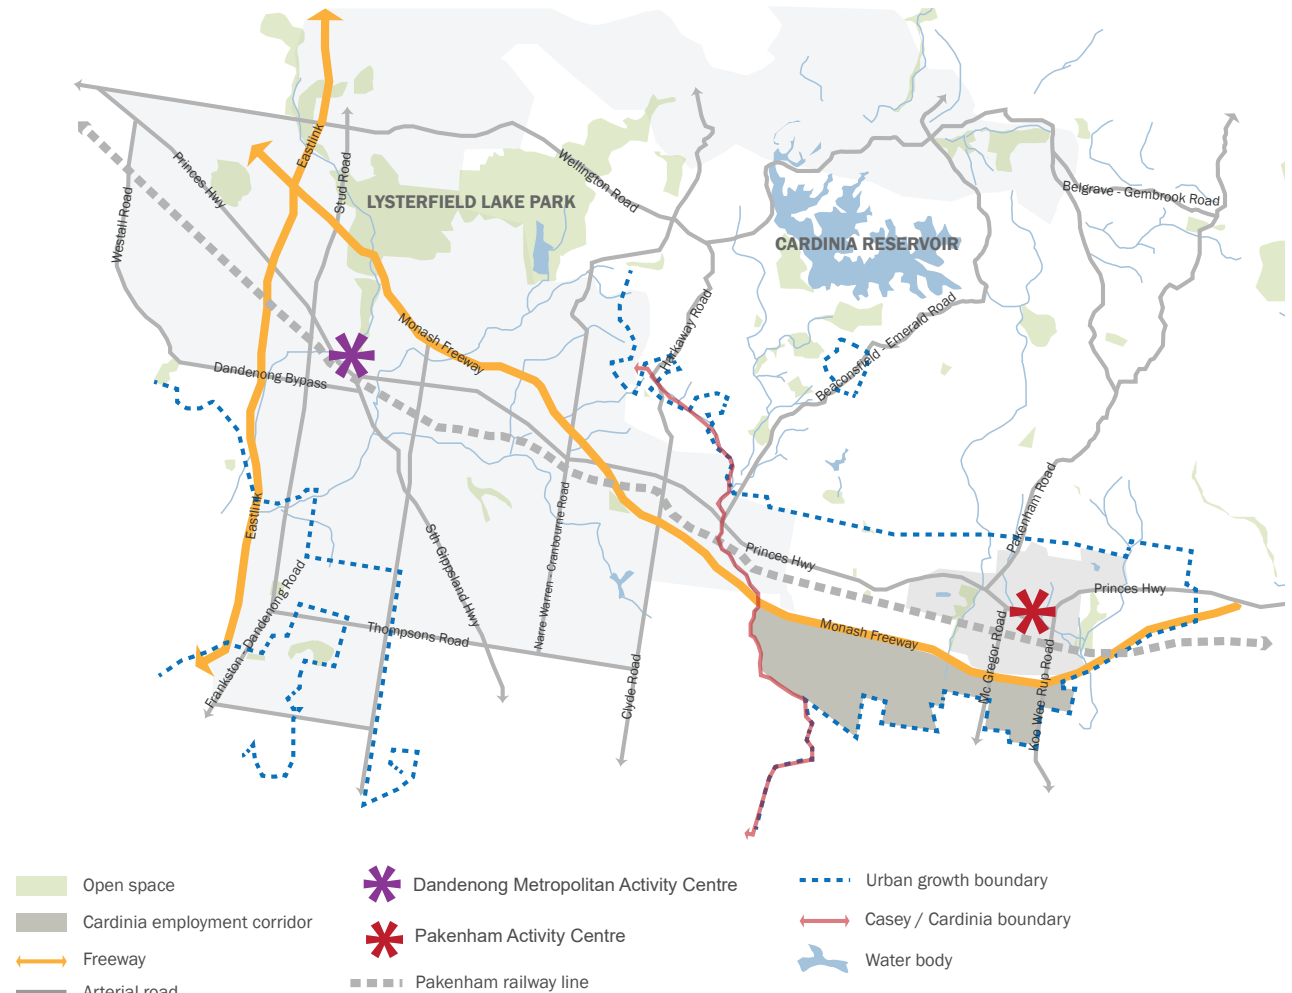 Eastlink
Princes Hwy
Stud Road
Wellington Road
Westall Road
LYSTERFIELD LAKE PARK
Belgrave - Gembrook Road
CARDINIA RESERVOIR
Monash Freeway
Harkaway Road
Beaconsfield - Emerald Road
Dandenong Bypass
Eastlink
Sth Gippsland Hwy
Narre Warren - Cranbourne Road
Pakenham Road
Princes Hwy
Princes Hwy
Frankston - Dandenong Road
Thompsons Road
Monash Freeway
Mc Gregor Road
Koo Wee Rup Road
Clyde Road
Open space
Cardinia employment corridor
Freeway
Arterial road
Dandenong Metropolitan Activity Centre
Pakenham Activity Centre
Pakenham railway line
Urban growth boundary
Casey / Cardinia boundary
Water body